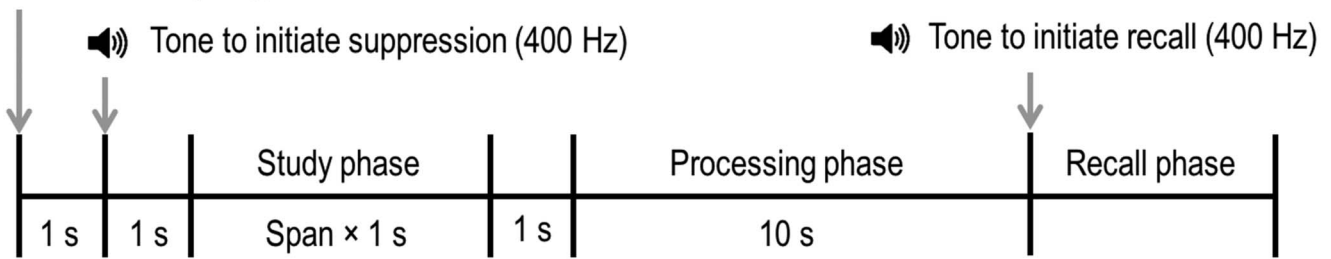 Tone to initiate suppression (400 Hz)
Tone to initiate recall (400 Hz)
Study phase
Processing phase
Recall phase
1 s
1 s
Span × 1 s
1 s
10 s